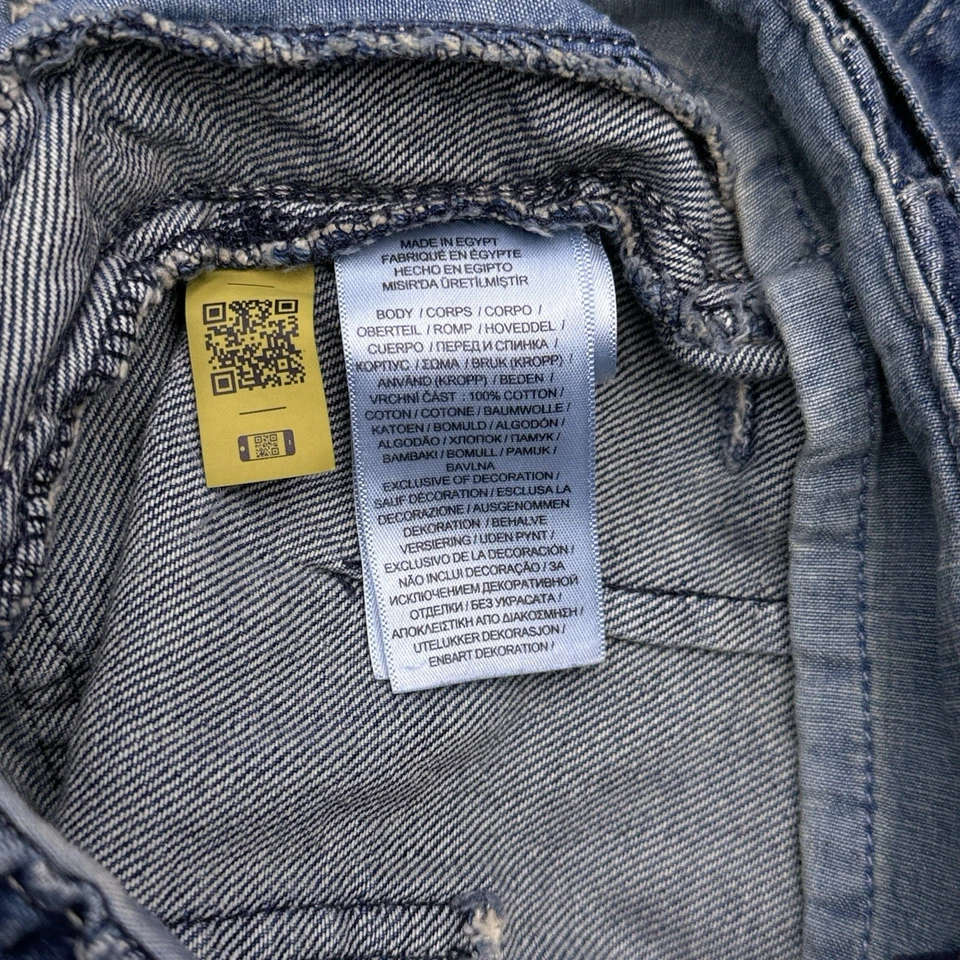 MADE IN EGYPT
FABRIQUÉ EN ÉGYPTE
HECHO EN EGIPTO
MISIR'DA ÜRETİLMİŞTİR
BODY / CORPS / CORPO /
OBERTEIL / ROMP / HOVEDDEL /
CUERPO / ПЕРЕД И СПИНКА /
КОРПУС / ΣΩΜΑ / BRUK (KROPP) /
ANVÄND (KROPP) / BEDEN /
VRCHNÍ ČÁST : 100% COTTON /
COTON / COTONE / BAUMWOLLE /
KATOEN / BOMULD / ALGODÓN /
ALGODÃO / ХЛОПОК / ПАМУК /
BAMBAKI / BOMULL / PAMUK /
BAVLNA
EXCLUSIVE OF DECORATION /
SAUF DÉCORATION / ESCLUSA LA
DECORAZIONE / AUSGENOMMEN
DEKORATION / BEHALVE
VERSIERING / UDEN PYNT /
EXCLUSIVO DE LA DECORACIÓN /
NÃO INCLUI DECORAÇÃO / ЗА
ИСКЛЮЧЕНИЕМ ДЕКОРАТИВНОЙ
ОТДЕЛКИ / БЕЗ УКРАСАТА /
ΑΠΟΚΛΕΙΣΤΙΚΗ ΑΠΟ ΔΙΑΚΟΣΜΗΣΗ /
UTELUKKER DEKORASJON /
ENBART DEKORATION /